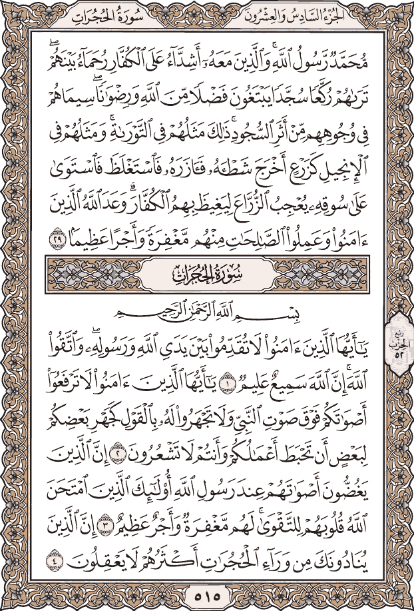 الجزء السادس والعشرون
سورة الحجرات
مُّحَمَّدٌ رَّسُولُ ٱللَّهِۚ وَٱلَّذِينَ مَعَهُۥٓ أَشِدَّآءُ عَلَى ٱلۡكُفَّارِ رُحَمَآءُ بَيۡنَهُمۡۖ
تَرَىٰهُمۡ رُكَّعٗا سُجَّدٗا يَبۡتَغُونَ فَضۡلٗا مِّنَ ٱللَّهِ وَرِضۡوَٰنٗاۖ سِيمَاهُمۡ
فِي وُجُوهِهِم مِّنۡ أَثَرِ ٱلسُّجُودِۚ ذَٰلِكَ مَثَلُهُمۡ فِي ٱلتَّوۡرَىٰةِۚ وَمَثَلُهُمۡ فِي
ٱلۡإِنجِيلِ كَزَرۡعٍ أَخۡرَجَ شَطۡـَٔهُۥ فَـَٔازَرَهُۥ فَٱسۡتَغۡلَظَ فَٱسۡتَوَىٰ
عَلَىٰ سُوقِهِۦ يُعۡجِبُ ٱلزُّرَّاعَ لِيَغِيظَ بِهِمُ ٱلۡكُفَّارَۗ وَعَدَ ٱللَّهُ ٱلَّذِينَ
ءَامَنُواْ وَعَمِلُواْ ٱلصَّٰلِحَٰتِ مِنۡهُم مَّغۡفِرَةٗ وَأَجۡرًا عَظِيمَۢا ٢٩
سُورَةُ الحُجُرَاتِ
بِسۡمِ ٱللَّهِ ٱلرَّحۡمَٰنِ ٱلرَّحِيمِ
يَٰٓأَيُّهَا ٱلَّذِينَ ءَامَنُواْ لَا تُقَدِّمُواْ بَيۡنَ يَدَيِ ٱللَّهِ وَرَسُولِهِۦۖ وَٱتَّقُواْ
ٱللَّهَۚ إِنَّ ٱللَّهَ سَمِيعٌ عَلِيمٞ ١ يَٰٓأَيُّهَا ٱلَّذِينَ ءَامَنُواْ لَا تَرۡفَعُوٓاْ
أَصۡوَٰتَكُمۡ فَوۡقَ صَوۡتِ ٱلنَّبِيِّ وَلَا تَجۡهَرُواْ لَهُۥ بِٱلۡقَوۡلِ كَجَهۡرِ بَعۡضِكُمۡ
لِبَعۡضٍ أَن تَحۡبَطَ أَعۡمَٰلُكُمۡ وَأَنتُمۡ لَا تَشۡعُرُونَ ٢ إِنَّ ٱلَّذِينَ
يَغُضُّونَ أَصۡوَٰتَهُمۡ عِندَ رَسُولِ ٱللَّهِ أُوْلَٰٓئِكَ ٱلَّذِينَ ٱمۡتَحَنَ
ٱللَّهُ قُلُوبَهُمۡ لِلتَّقۡوَىٰۚ لَهُم مَّغۡفِرَةٞ وَأَجۡرٌ عَظِيمٌ ٣ إِنَّ ٱلَّذِينَ
يُنَادُونَكَ مِن وَرَآءِ ٱلۡحُجُرَٰتِ أَكۡثَرُهُمۡ لَا يَعۡقِلُونَ ٤
ربع
الحزب
٥٢
٥١٥